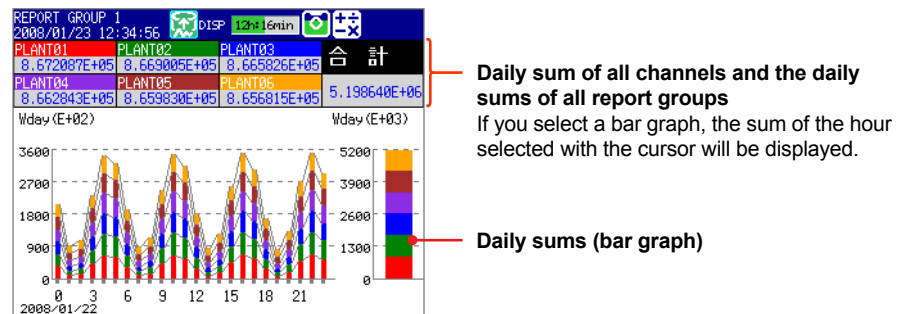 REPORT GROUP 1
2008/01/23 12:34:56 DISP 12h:16min
PLANT01 PLANT02 PLANT03 合 計
8.672087E+05 8.669005E+05 8.665826E+05
PLANT04 PLANT05 PLANT06
8.662843E+05 8.659830E+05 8.656815E+05 5.198640E+06
Wday(E+02) Wday(E+03)
3600 5200
2700 3900
1800 2600
900 1300
0 0
0 3 6 9 12 15 18 21
2008/01/22
Daily sum of all channels and the daily
sums of all report groups
If you select a bar graph, the sum of the hour
selected with the cursor will be displayed.
Daily sums (bar graph)